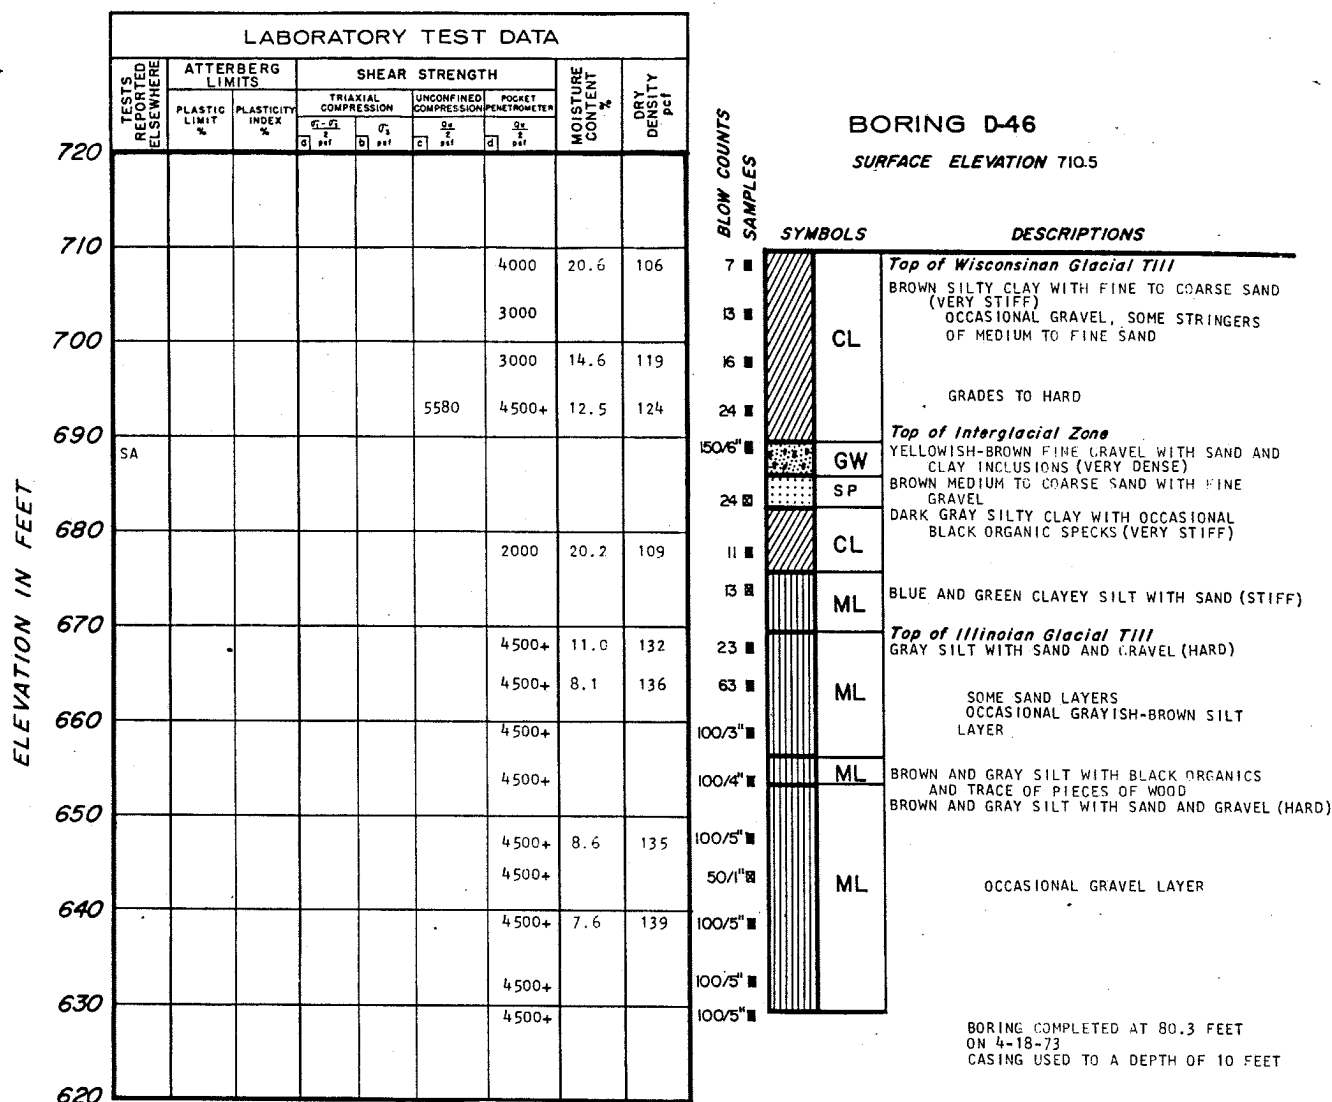 LABORATORY TEST DATA
TESTS REPORTED ELSEWHERE
ATTERBERG LIMITS
PLASTIC LIMIT %
PLASTICITY INDEX %
SHEAR STRENGTH
TRIAXIAL COMPRESSION
UNCONFINED COMPRESSION
POCKET PENETROMETER
a psf
b σ3 psf
c Qu/2 psf
d Qu/2 psf
MOISTURE CONTENT %
DRY DENSITY pcf
BORING D-46
SURFACE ELEVATION 710.5
BLOW COUNTS
SAMPLES
SYMBOLS
DESCRIPTIONS
ELEVATION IN FEET
720
710
4000 20.6 106 7
3000 13
700
3000 14.6 119 16
5580 4500+ 12.5 124 24
690
SA 150/6"
24
680
2000 20.2 109 11
13
670
4500+ 11.0 132 23
4500+ 8.1 136 63
660
4500+ 100/3"
4500+ 100/4"
650
4500+ 8.6 135 100/5"
4500+ 50/1"
640
4500+ 7.6 139 100/5"
4500+ 100/5"
630
4500+ 100/5"
620
Top of Wisconsinan Glacial Till
CL
BROWN SILTY CLAY WITH FINE TO COARSE SAND
(VERY STIFF)
OCCASIONAL GRAVEL, SOME STRINGERS
OF MEDIUM TO FINE SAND
GRADES TO HARD
Top of Interglacial Zone
GW
YELLOWISH-BROWN FINE GRAVEL WITH SAND AND
CLAY INCLUSIONS (VERY DENSE)
SP
BROWN MEDIUM TO COARSE SAND WITH FINE
GRAVEL
CL
DARK GRAY SILTY CLAY WITH OCCASIONAL
BLACK ORGANIC SPECKS (VERY STIFF)
ML
BLUE AND GREEN CLAYEY SILT WITH SAND (STIFF)
Top of Illinoian Glacial Till
ML
GRAY SILT WITH SAND AND GRAVEL (HARD)
SOME SAND LAYERS
OCCASIONAL GRAYISH-BROWN SILT
LAYER
ML
BROWN AND GRAY SILT WITH BLACK ORGANICS
AND TRACE OF PIECES OF WOOD
ML
BROWN AND GRAY SILT WITH SAND AND GRAVEL (HARD)
OCCASIONAL GRAVEL LAYER
BORING COMPLETED AT 80.3 FEET
ON 4-18-73
CASING USED TO A DEPTH OF 10 FEET